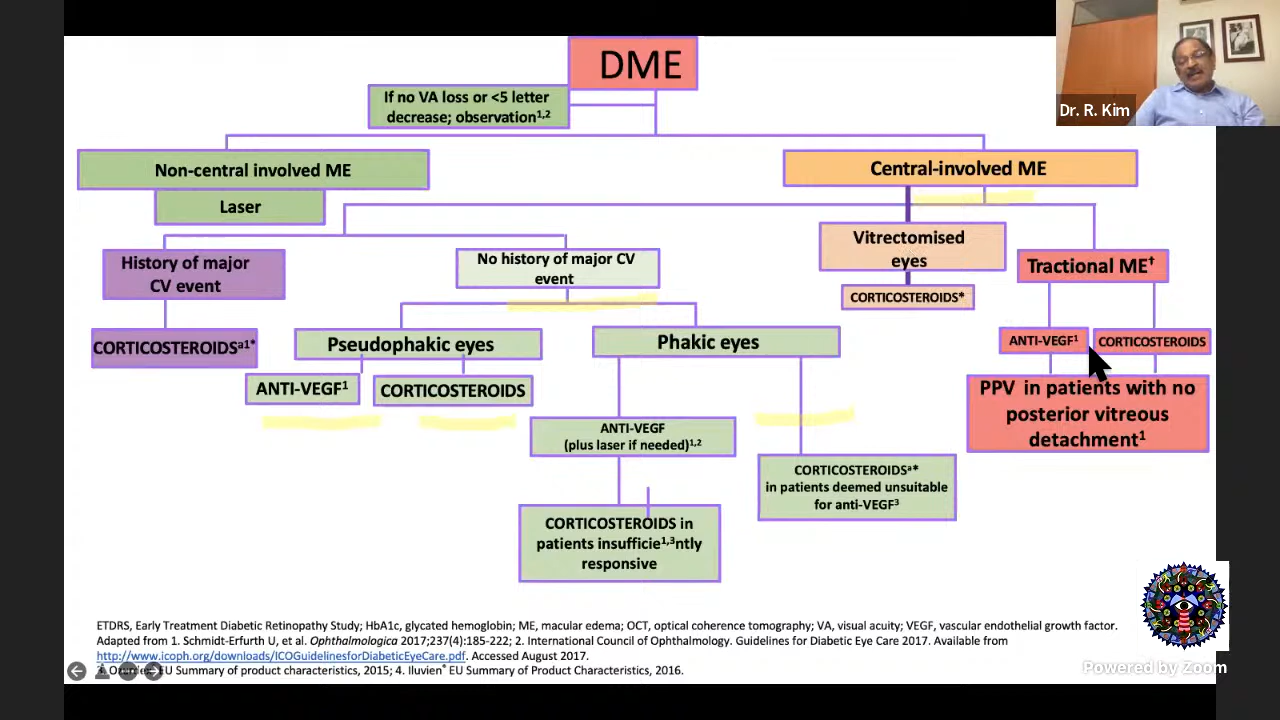 DME
Dr. R. Kim
If no VA loss or <5 letter
decrease; observation¹,²
Non-central involved ME
Central-involved ME
Laser
Vitrectomised
eyes
History of major
CV event
No history of major CV
event
Tractional ME†
CORTICOSTEROIDS*
CORTICOSTEROIDSᵃ¹*
Pseudophakic eyes
Phakic eyes
ANTI-VEGF¹
CORTICOSTEROIDS
ANTI-VEGF¹
CORTICOSTEROIDS
PPV in patients with no
posterior vitreous
detachment¹
ANTI-VEGF
(plus laser if needed)¹,²
CORTICOSTEROIDSᵃ*
in patients deemed unsuitable
for anti-VEGF³
CORTICOSTEROIDS in
patients insufficie¹,³ntly
responsive
ETDRS, Early Treatment Diabetic Retinopathy Study; HbA1c, glycated hemoglobin; ME, macular edema; OCT, optical coherence tomography; VA, visual acuity; VEGF, vascular endothelial growth factor.
Adapted from 1. Schmidt-Erfurth U, et al. Ophthalmologica 2017;237(4):185-222; 2. International Council of Ophthalmology. Guidelines for Diabetic Eye Care 2017. Available from
http://www.icoph.org/downloads/ICOGuidelinesforDiabeticEyeCare.pdf. Accessed August 2017.
EU Summary of product characteristics, 2015; 4. Iluvien® EU Summary of Product Characteristics, 2016.
Powered by Zoom